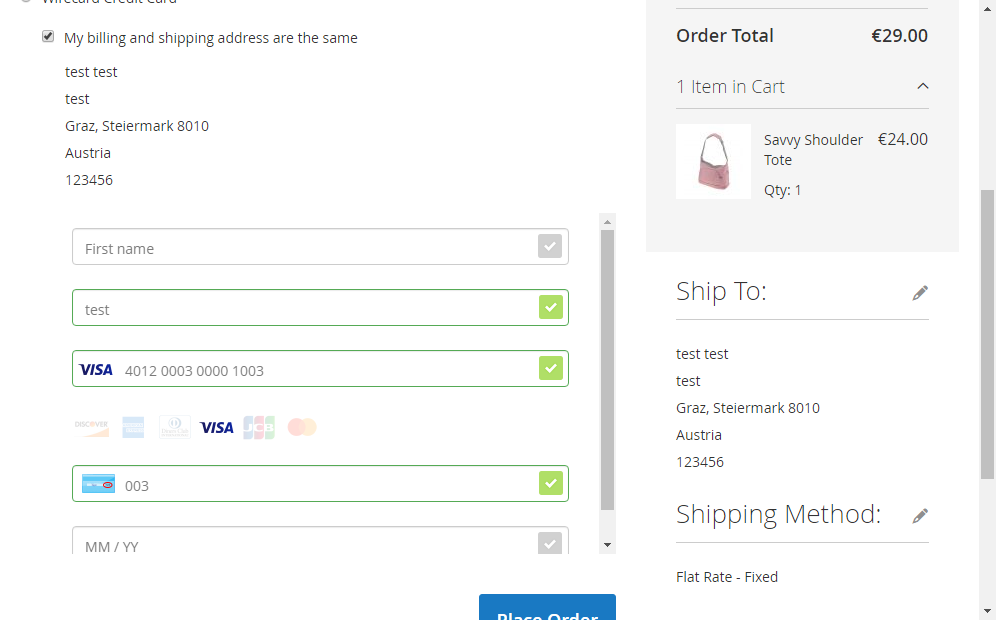 Wirecard Credit Card
My billing and shipping address are the same
test test
test
Graz, Steiermark 8010
Austria
123456
First name
test
VISA 4012 0003 0000 1003
DISCOVER VISA JCB
003
MM / YY
Place Order
Order Total €29.00
1 Item in Cart
Savvy Shoulder €24.00
Tote
Qty: 1
Ship To:
test test
test
Graz, Steiermark 8010
Austria
123456
Shipping Method:
Flat Rate - Fixed